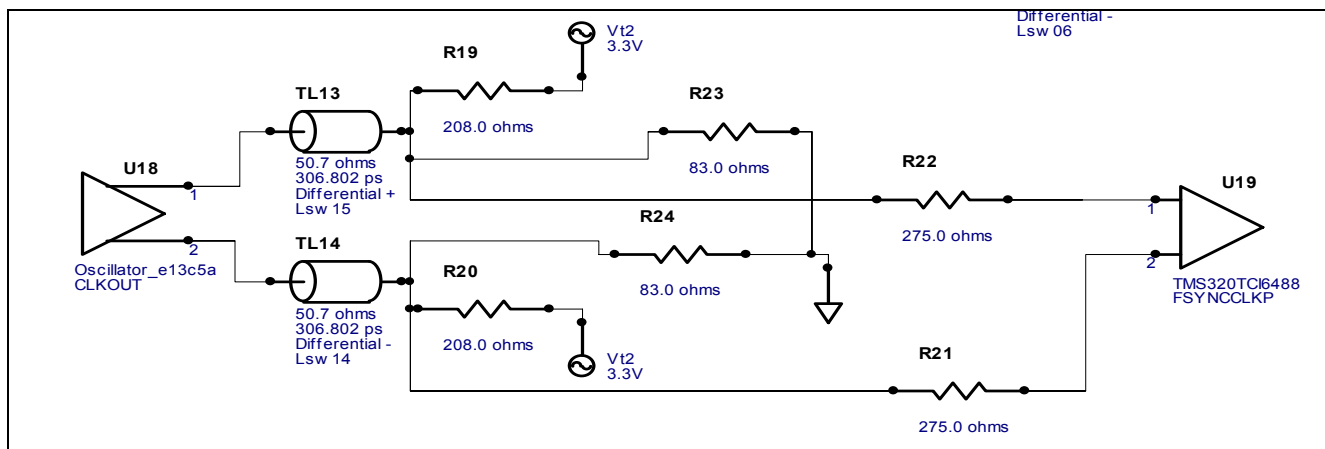 Differential -
Lsw 06
Vt2
3.3V
R19
208.0 ohms
TL13
50.7 ohms
306.802 ps
Differential +
Lsw 15
R23
83.0 ohms
U18
1
2
Oscillator_e13c5a
CLKOUT
R22
275.0 ohms
U19
1
2
TMS320TCI6488
FSYNCCLKP
R24
83.0 ohms
TL14
50.7 ohms
306.802 ps
Differential -
Lsw 14
R20
208.0 ohms
Vt2
3.3V
R21
275.0 ohms